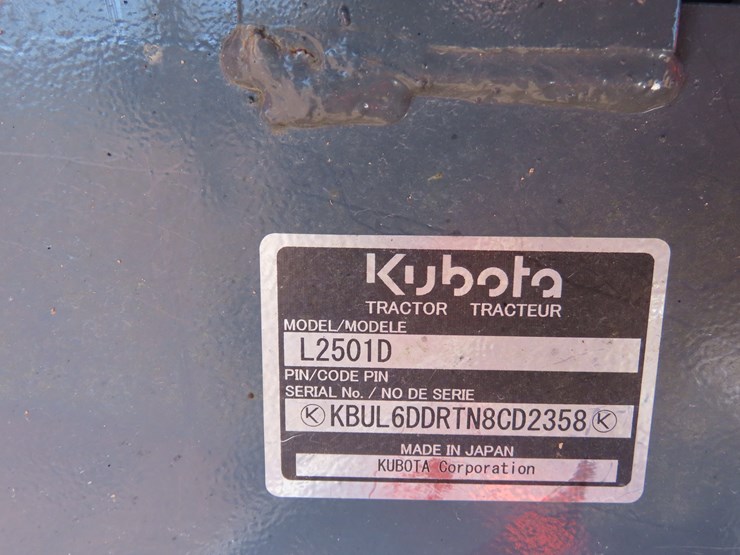 Kubota
TRACTOR TRACTEUR
MODEL/MODELE
L2501D
PIN/CODE PIN
SERIAL No. / NO DE SERIE
Ⓚ KBUL6DDRTN8CD2358 Ⓚ
MADE IN JAPAN
KUBOTA Corporation